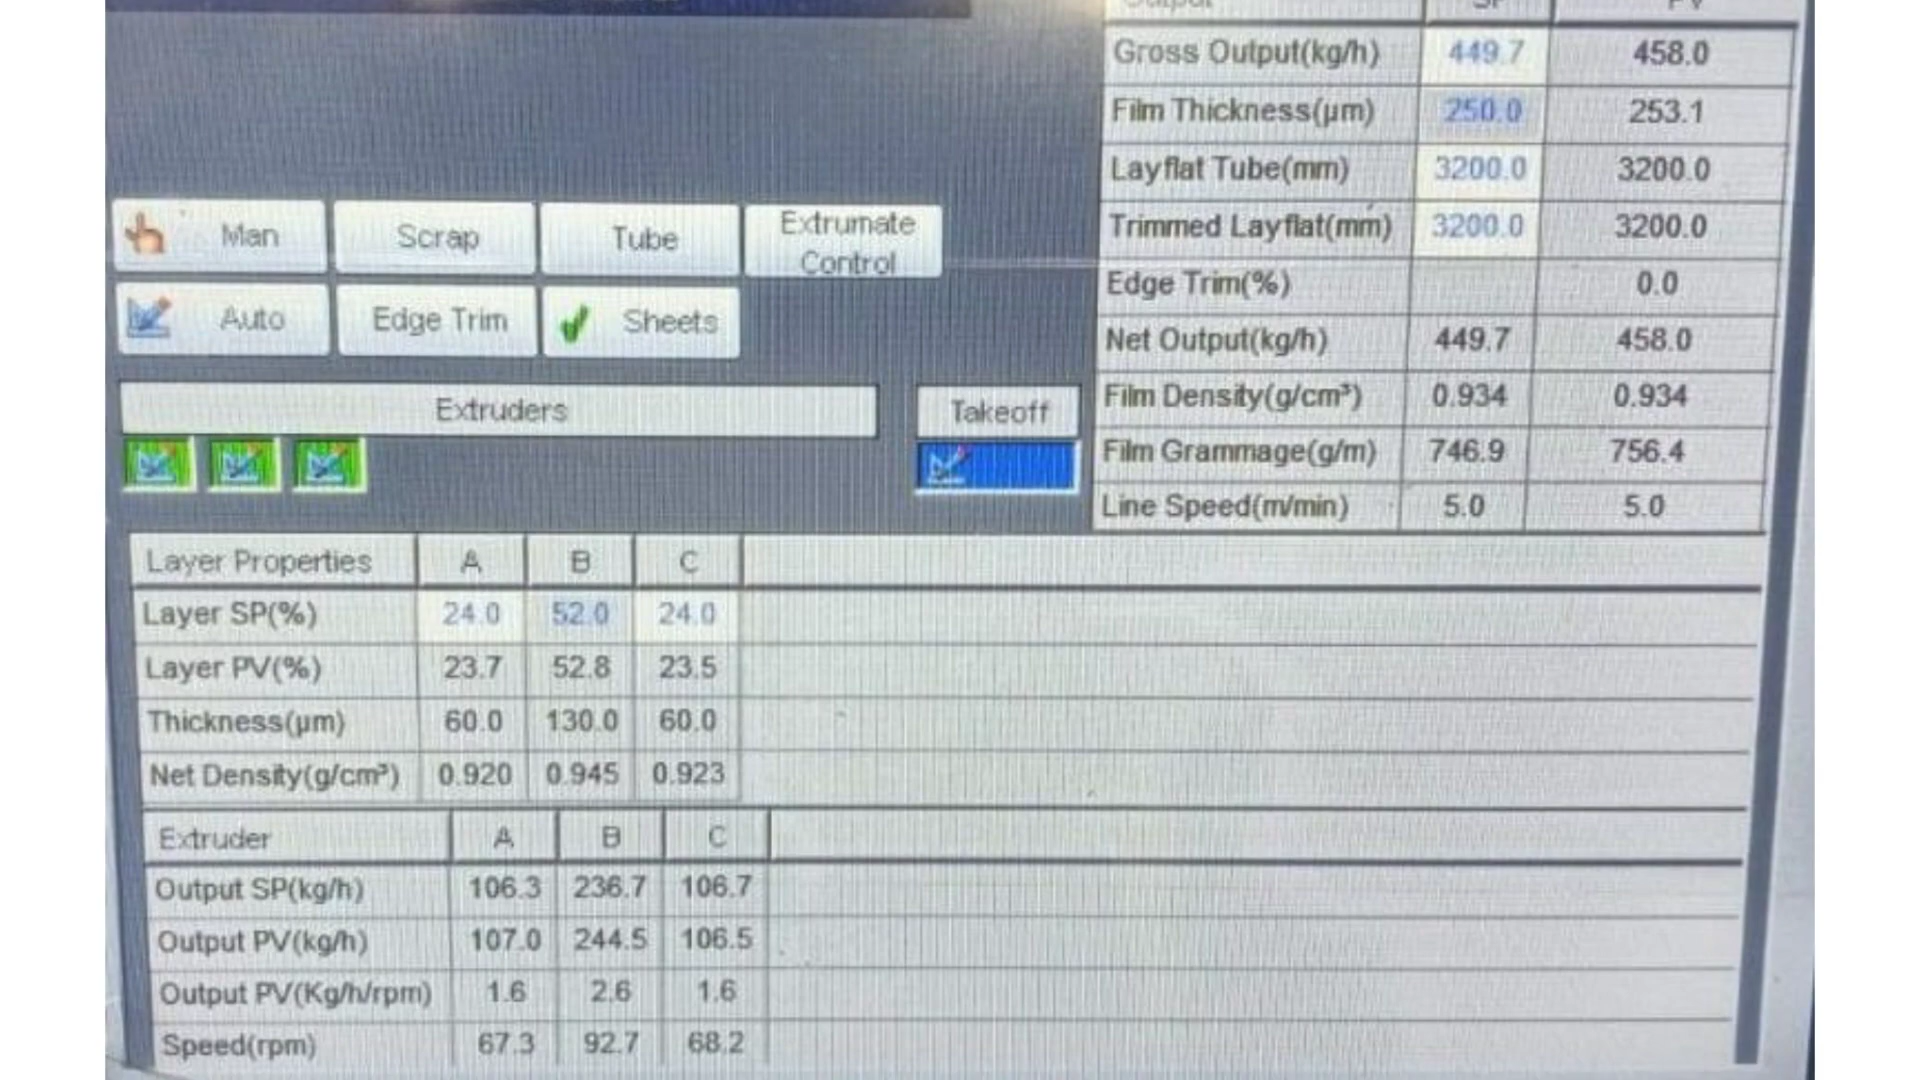 Output SP PV
Gross Output(kg/h) 449.7 458.0
Film Thickness(µm) 250.0 253.1
Layflat Tube(mm) 3200.0 3200.0
Trimmed Layflat(mm) 3200.0 3200.0
Edge Trim(%) 0.0
Net Output(kg/h) 449.7 458.0
Film Density(g/cm³) 0.934 0.934
Film Grammage(g/m) 746.9 756.4
Line Speed(m/min) 5.0 5.0
Man Scrap Tube Extrumate
Control
Auto Edge Trim Sheets
Extruders Takeoff
Layer Properties A B C
Layer SP(%) 24.0 52.0 24.0
Layer PV(%) 23.7 52.8 23.5
Thickness(µm) 60.0 130.0 60.0
Net Density(g/cm³) 0.920 0.945 0.923
Extruder A B C
Output SP(kg/h) 106.3 236.7 106.7
Output PV(kg/h) 107.0 244.5 106.5
Output PV(Kg/h/rpm) 1.6 2.6 1.6
Speed(rpm) 67.3 92.7 68.2